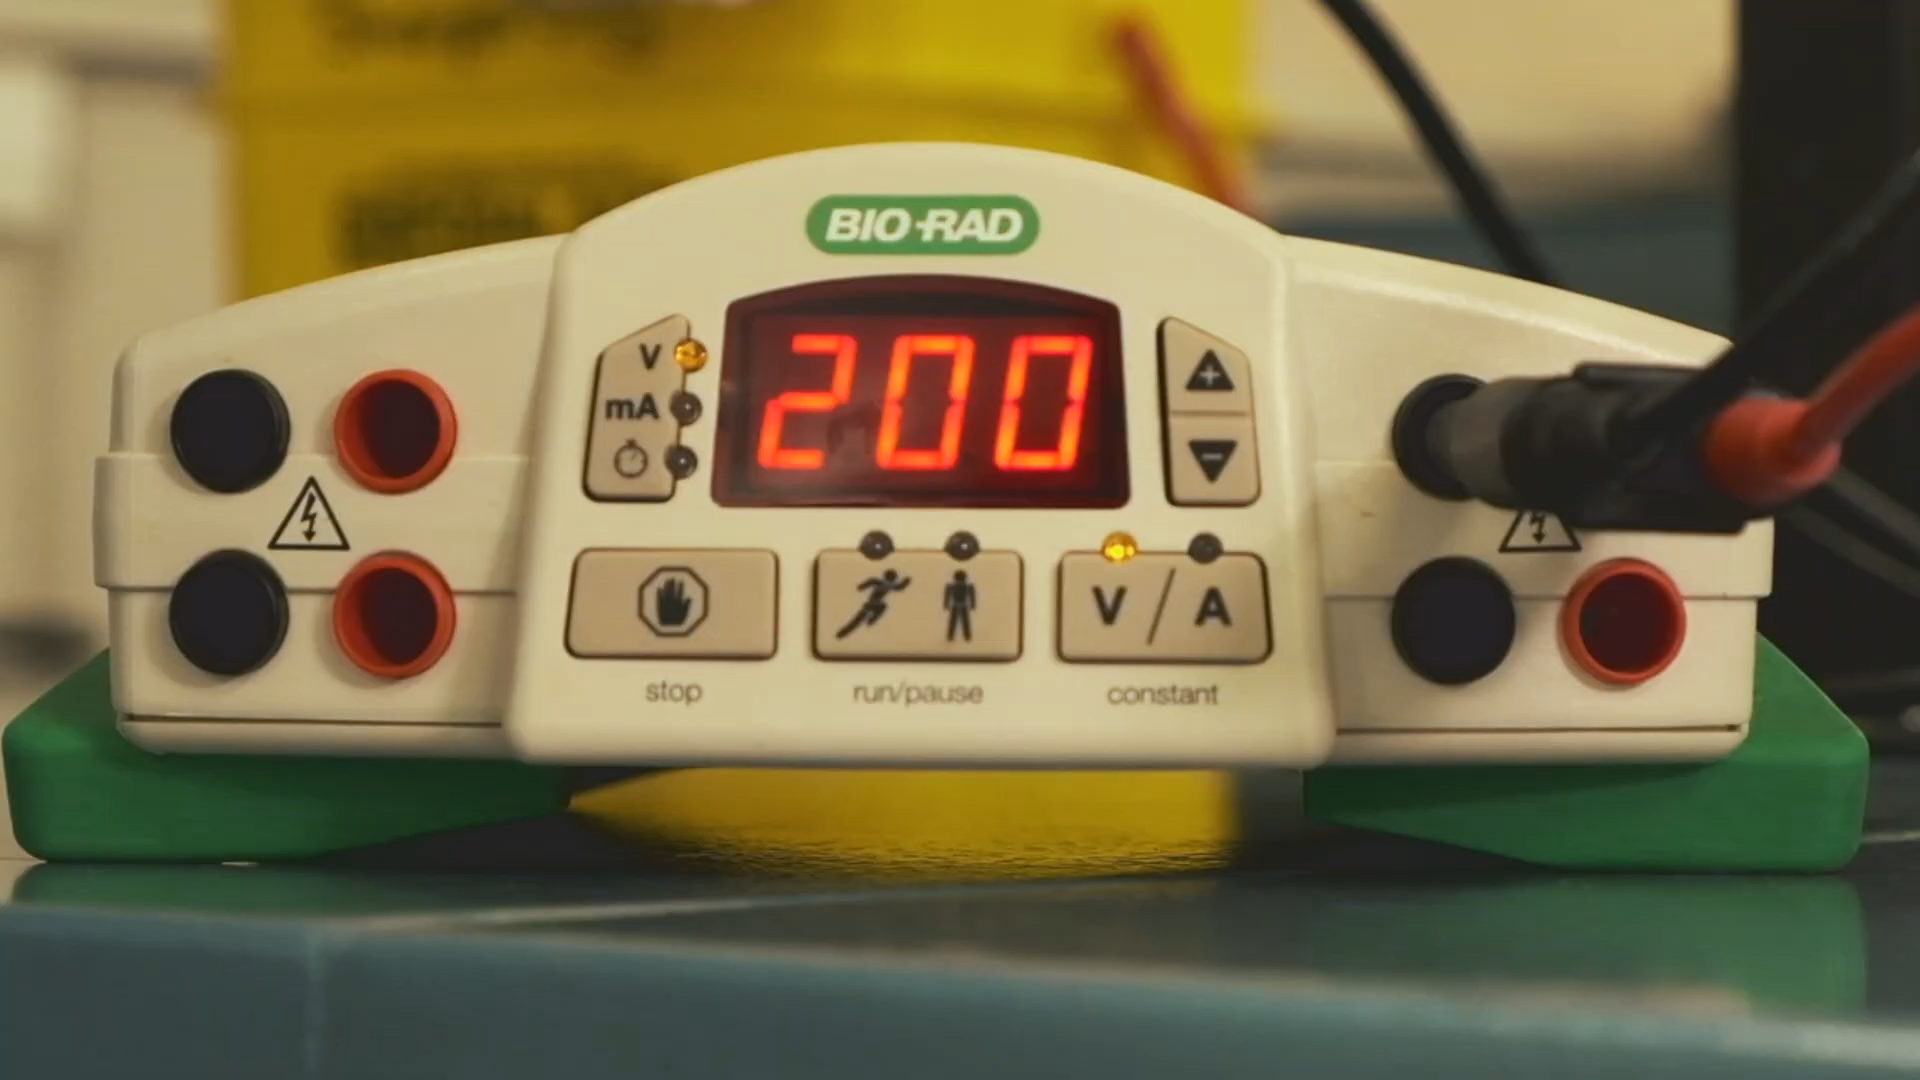 BIO-RAD
V
mA
200
+
-
V / A
stop
run/pause
constant